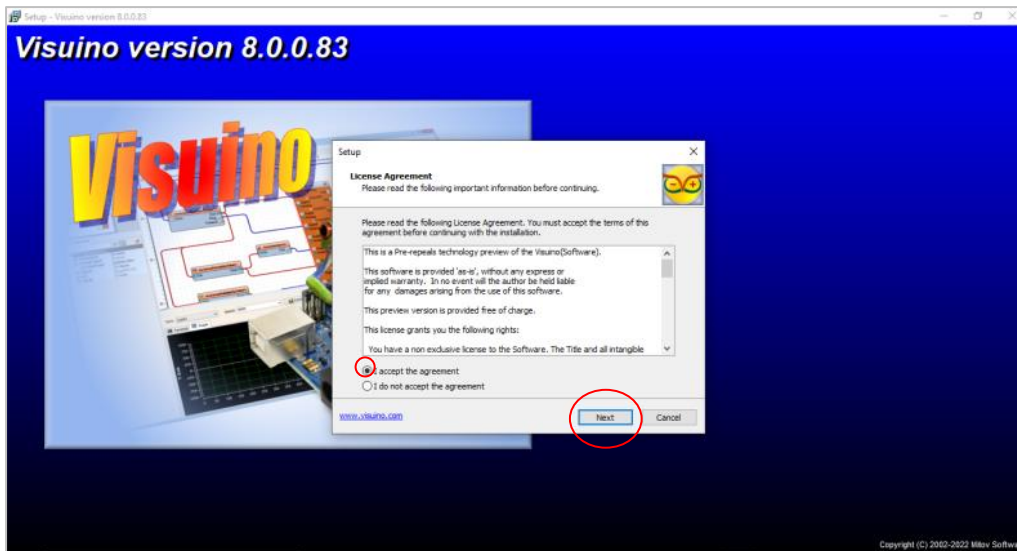 Setup - Visuino version 8.0.0.83
Visuino version 8.0.0.83
Visuino
Setup
License Agreement
Please read the following important information before continuing.
Please read the following License Agreement. You must accept the terms of this
agreement before continuing with the installation.
This is a Pre-repeals technology preview of the Visuino(Software).
This software is provided 'as-is', without any express or
implied warranty. In no event will the author be held liable
for any damages arising from the use of this software.
This preview version is provided free of charge.
This license grants you the following rights:
You have a non exclusive license to the Software. The Title and all intangible
I accept the agreement
I do not accept the agreement
www.visuino.com
Next
Cancel
Copyright (C) 2002-2022 Mitov Softwa